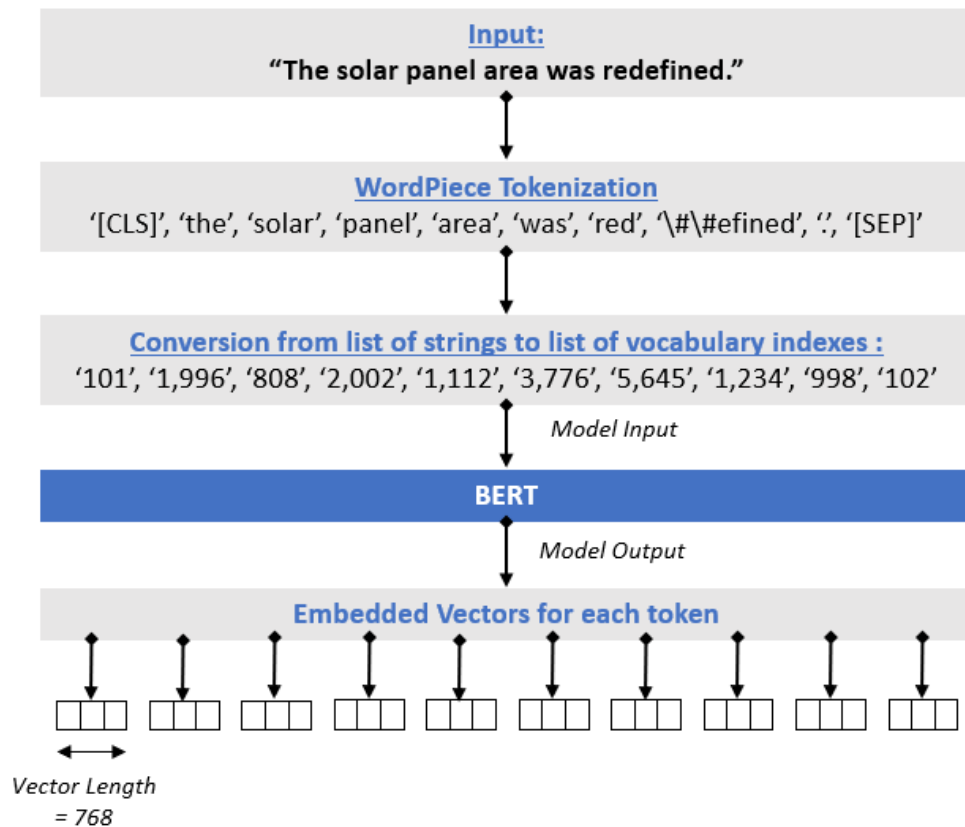 Input:
“The solar panel area was redefined.”
WordPiece Tokenization
‘[CLS]’, ‘the’, ‘solar’, ‘panel’, ‘area’, ‘was’, ‘red’, ‘\#\#efined’, ‘.’, ‘[SEP]’
Conversion from list of strings to list of vocabulary indexes :
‘101’, ‘1,996’, ‘808’, ‘2,002’, ‘1,112’, ‘3,776’, ‘5,645’, ‘1,234’, ‘998’, ‘102’
Model Input
BERT
Model Output
Embedded Vectors for each token
Vector Length
= 768